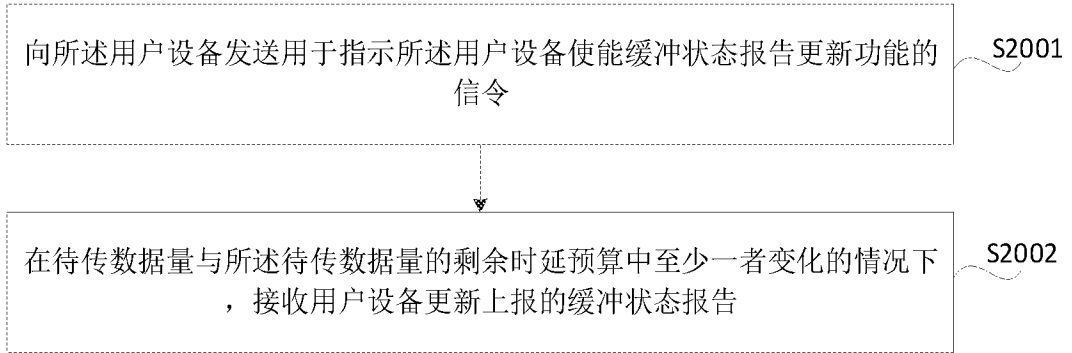 向所述用户设备发送用于指示所述用户设备使能缓冲状态报告更新功能的
信令
S2001
在待传数据量与所述待传数据量的剩余时延预算中至少一者变化的情况下
，接收用户设备更新上报的缓冲状态报告
S2002